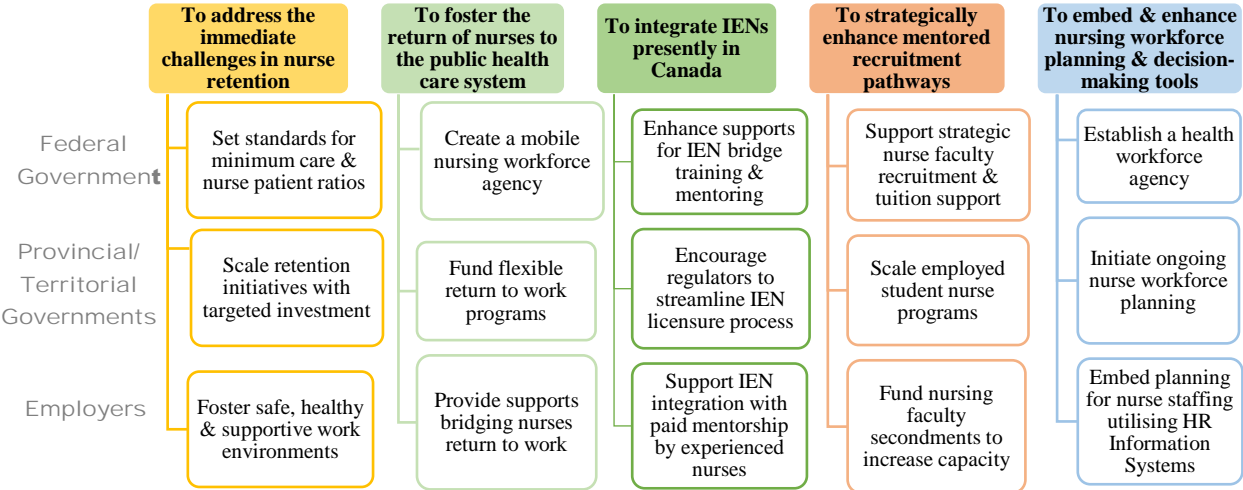 To address the
immediate
challenges in nurse
retention
To foster the
return of nurses to
the public health
care system
To integrate IENs
presently in
Canada
To strategically
enhance mentored
recruitment
pathways
To embed & enhance
nursing workforce
planning & decision-
making tools
Federal
Government
Set standards for
minimum care &
nurse patient ratios
Create a mobile
nursing workforce
agency
Enhance supports
for IEN bridge
training &
mentoring
Support strategic
nurse faculty
recruitment &
tuition support
Establish a health
workforce
agency
Provincial/
Territorial
Governments
Scale retention
initiatives with
targeted investment
Fund flexible
return to work
programs
Encourage
regulators to
streamline IEN
licensure process
Scale employed
student nurse
programs
Initiate ongoing
nurse workforce
planning
Employers
Foster safe, healthy
& supportive work
environments
Provide supports
bridging nurses
return to work
Support IEN
integration with
paid mentorship
by experienced
nurses
Fund nursing
faculty
secondments to
increase capacity
Embed planning
for nurse staffing
utilising HR
Information
Systems